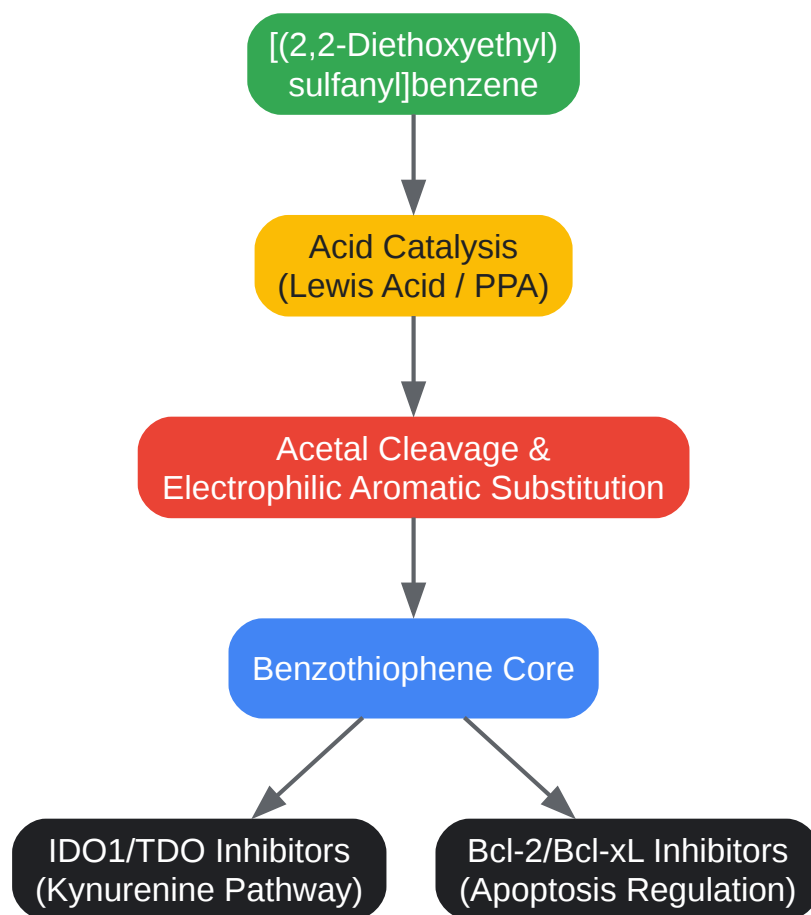 [(2,2-Diethoxyethyl)
sulfanyl]benzene
Acid Catalysis
(Lewis Acid / PPA)
Acetal Cleavage &
Electrophilic Aromatic Substitution
Benzothiophene Core
IDO1/TDO Inhibitors
(Kynurenine Pathway)
Bcl-2/Bcl-xL Inhibitors
(Apoptosis Regulation)